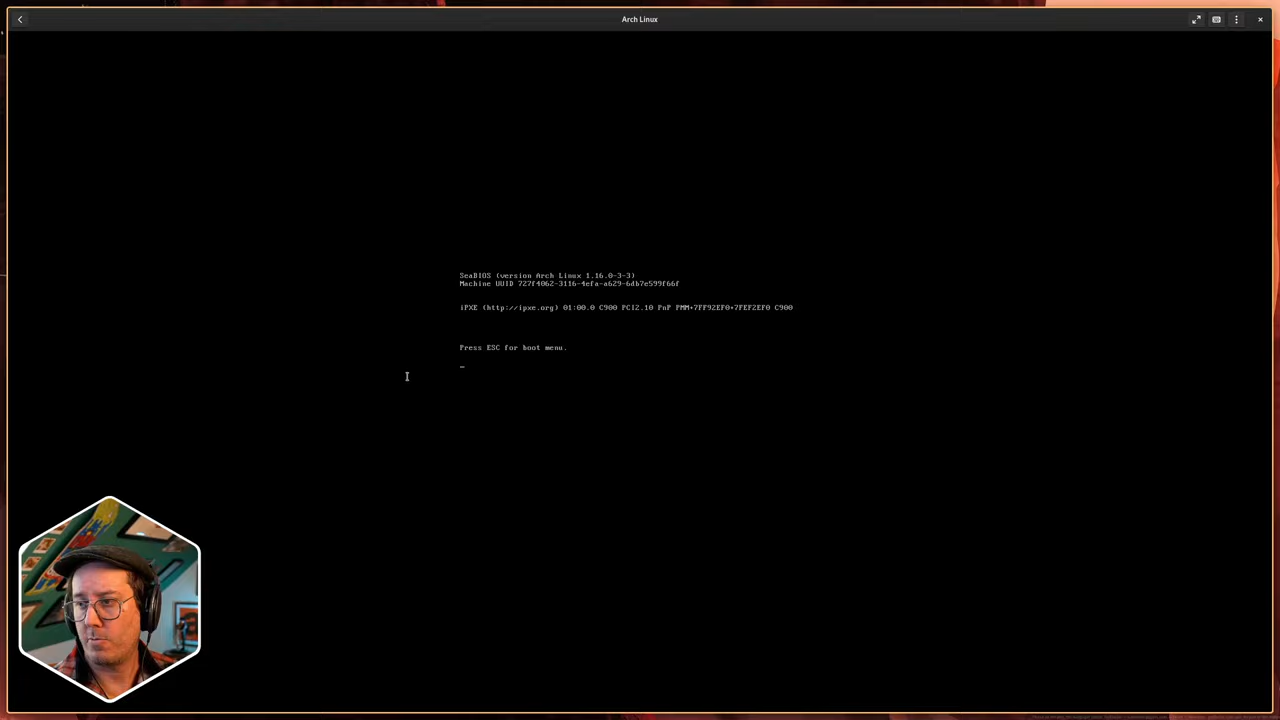 Arch Linux
SeaBIOS (version Arch Linux 1.16.0-3-3)
Machine UUID 727f4062-3116-4efa-a629-6db7e599f66f
iPXE (http://ipxe.org) 01:00.0 C900 PCI2.10 PnP PMM+7FF92EF0+7FEF2EF0 C900
Press ESC for boot menu.